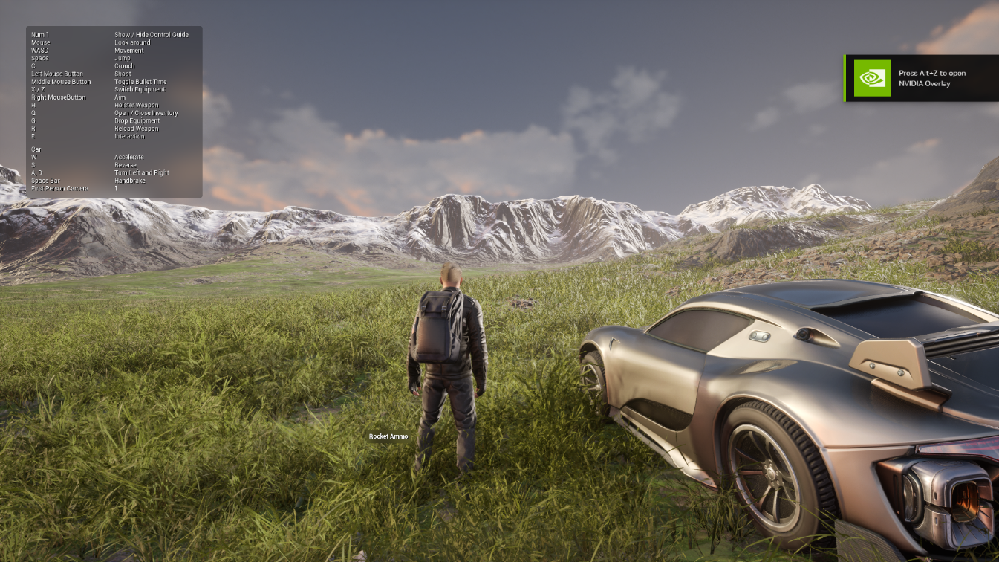 Num 1 Show / Hide Control Guide
Mouse Look around
WASD Movement
Space Jump
C Crouch
Left Mouse Button Shoot
Middle Mouse Button Toggle Bullet Time
X / Z Switch Equipment
Right MouseButton Aim
H Holster Weapon
Q Open / Close Inventory
G Drop Equipment
R Reload Weapon
E Interaction
Car
W Accelerate
S Reverse
A, D Turn Left and Right
Space Bar Handbrake
First Person Camera 1
Press Alt+Z to open
NVIDIA Overlay
Rocket Ammo